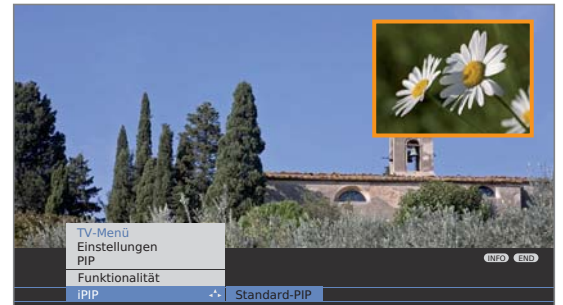 TV-Menü
Einstellungen
PIP
Funktionalität
iPIP Standard-PIP
INFO END